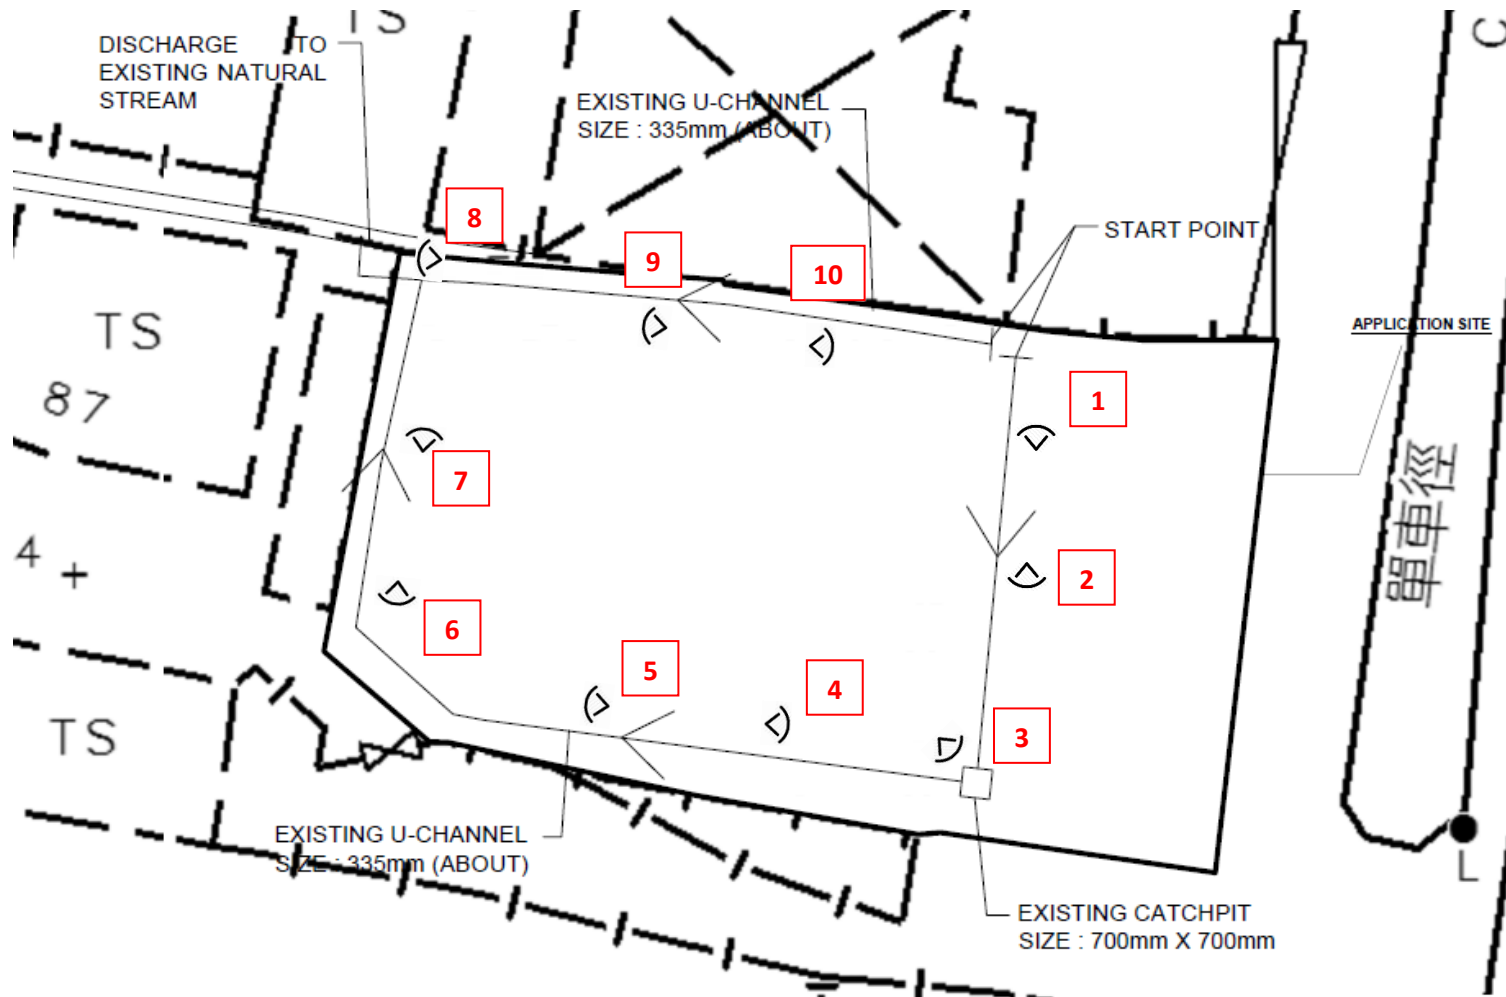 TS
C
DISCHARGE TO
EXISTING NATURAL
STREAM
EXISTING U-CHANNEL
SIZE : 335mm (ABOUT)
8
START POINT
9
10
TS
APPLICATION SITE
87
1
7
單車徑
4 +
2
6
5
4
TS
3
EXISTING U-CHANNEL
SIZE : 335mm (ABOUT)
L
EXISTING CATCHPIT
SIZE : 700mm X 700mm